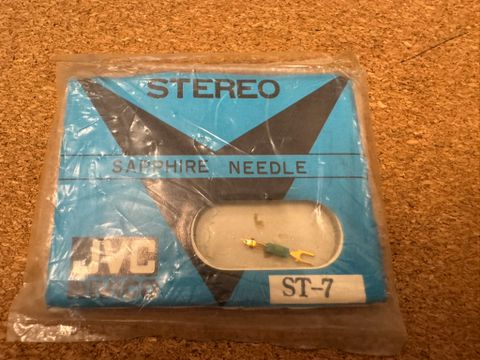 STEREO
SAPPHIRE NEEDLE
JVC
ST-7